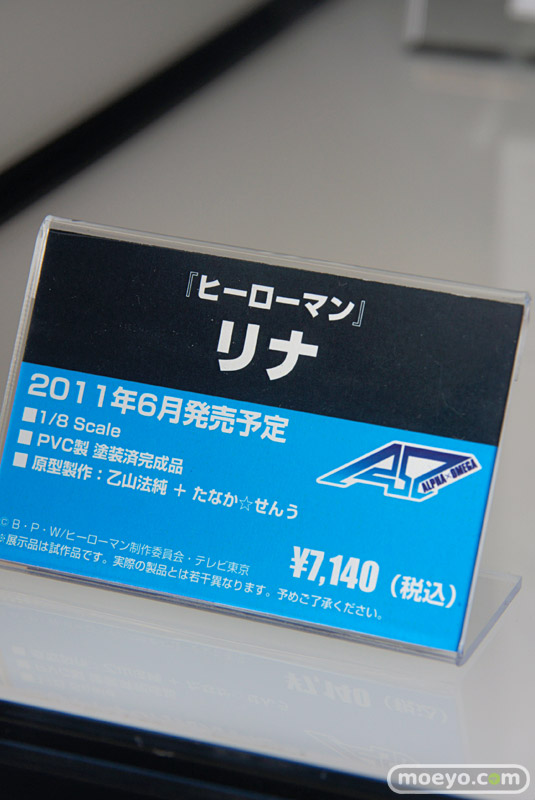 『ヒーローマン』
リナ
2011年6月発売予定
■1/8 Scale
■PVC製 塗装済完成品
■原型製作：乙山法純 + たなか☆せんう
ALPHA×OMEGA
© B・P・W/ヒーローマン制作委員会・テレビ東京
※展示品は試作品です。実際の製品とは若干異なります。予めご了承ください。
¥7,140（税込）
moeyo.com